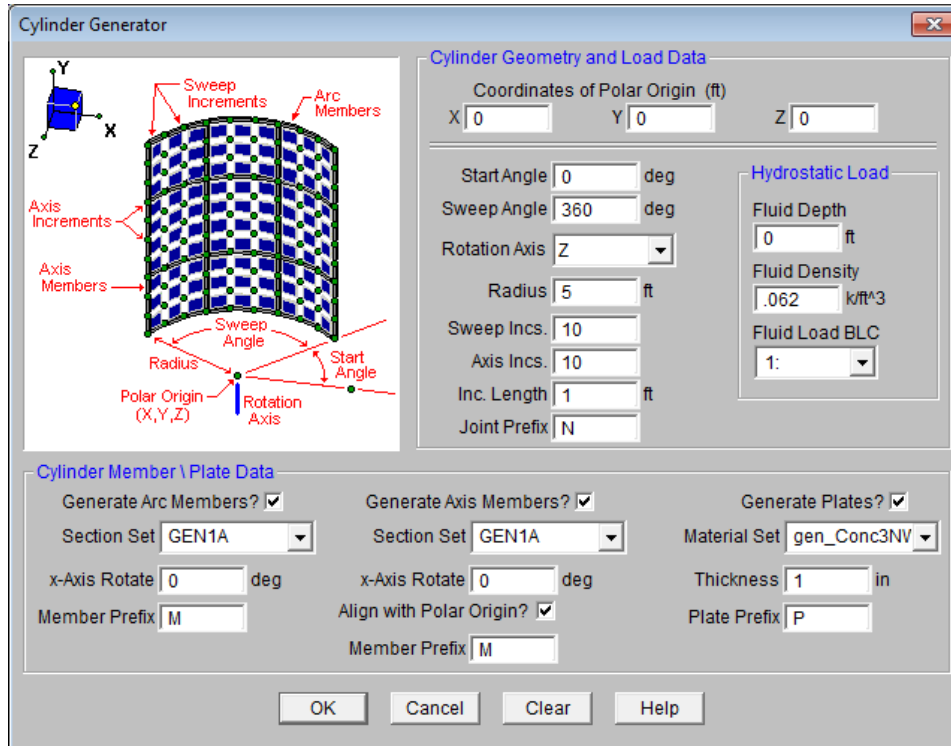 Cylinder Generator
Y
X
Z
Sweep
Increments
Arc
Members
Axis
Increments
Axis
Members
Sweep
Angle
Radius
Start
Angle
Polar Origin
(X,Y,Z)
Rotation
Axis
Cylinder Geometry and Load Data
Coordinates of Polar Origin (ft)
X 0 Y 0 Z 0
Start Angle 0 deg
Sweep Angle 360 deg
Rotation Axis Z
Radius 5 ft
Sweep Incs. 10
Axis Incs. 10
Inc. Length 1 ft
Joint Prefix N
Hydrostatic Load
Fluid Depth
0 ft
Fluid Density
.062 k/ft^3
Fluid Load BLC
1:
Cylinder Member \ Plate Data
Generate Arc Members?
Section Set GEN1A
x-Axis Rotate 0 deg
Member Prefix M
Generate Axis Members?
Section Set GEN1A
x-Axis Rotate 0 deg
Align with Polar Origin?
Member Prefix M
Generate Plates?
Material Set gen_Conc3NW
Thickness 1 in
Plate Prefix P
OK Cancel Clear Help